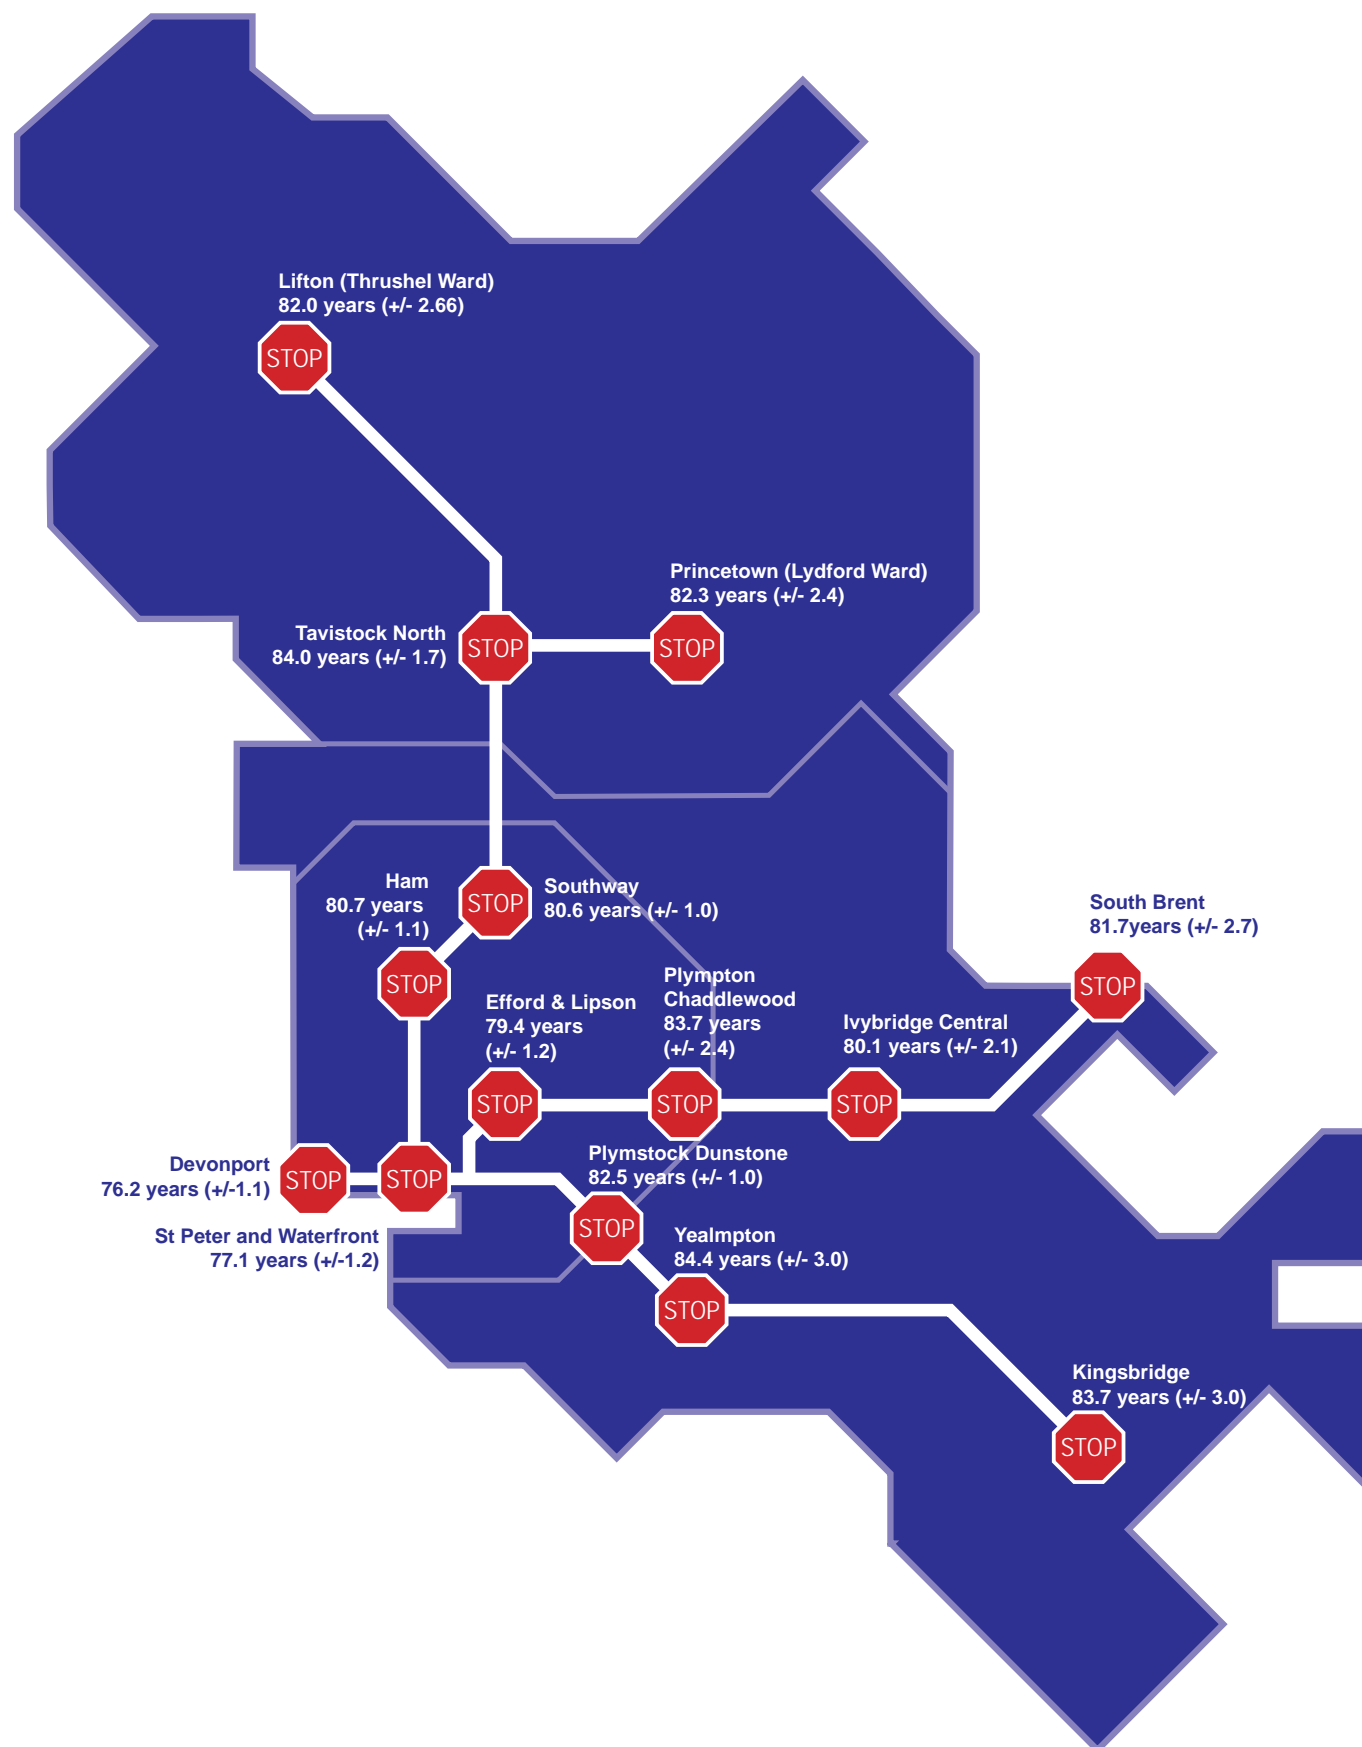 Lifton (Thrushel Ward)
82.0 years (+/- 2.66)
STOP
Princetown (Lydford Ward)
82.3 years (+/- 2.4)
STOP
Tavistock North
84.0 years (+/- 1.7)
STOP
Ham
80.7 years
(+/- 1.1)
STOP
Southway
80.6 years (+/- 1.0)
STOP
South Brent
81.7years (+/- 2.7)
STOP
Efford & Lipson
79.4 years
(+/- 1.2)
STOP
Plympton
Chaddlewood
83.7 years
(+/- 2.4)
STOP
Ivybridge Central
80.1 years (+/- 2.1)
STOP
Devonport
76.2 years (+/-1.1)
STOP
STOP
St Peter and Waterfront
77.1 years (+/-1.2)
Plymstock Dunstone
82.5 years (+/- 1.0)
STOP
Yealmpton
84.4 years (+/- 3.0)
STOP
Kingsbridge
83.7 years (+/- 3.0)
STOP